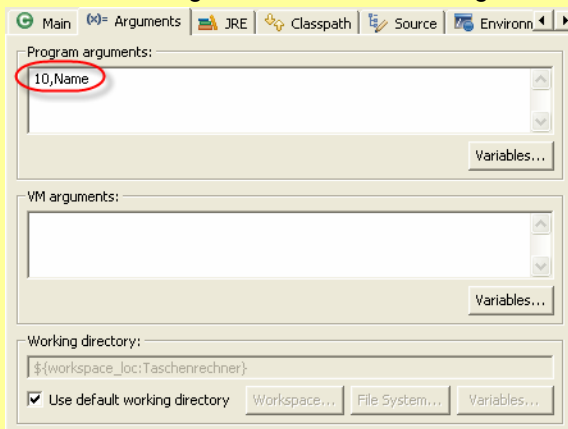 Main (x)= Arguments JRE Classpath Source Environn
Program arguments:
10,Name
Variables...
VM arguments:
Variables...
Working directory:
${workspace_loc:Taschenrechner}
Use default working directory Workspace... File System... Variables...